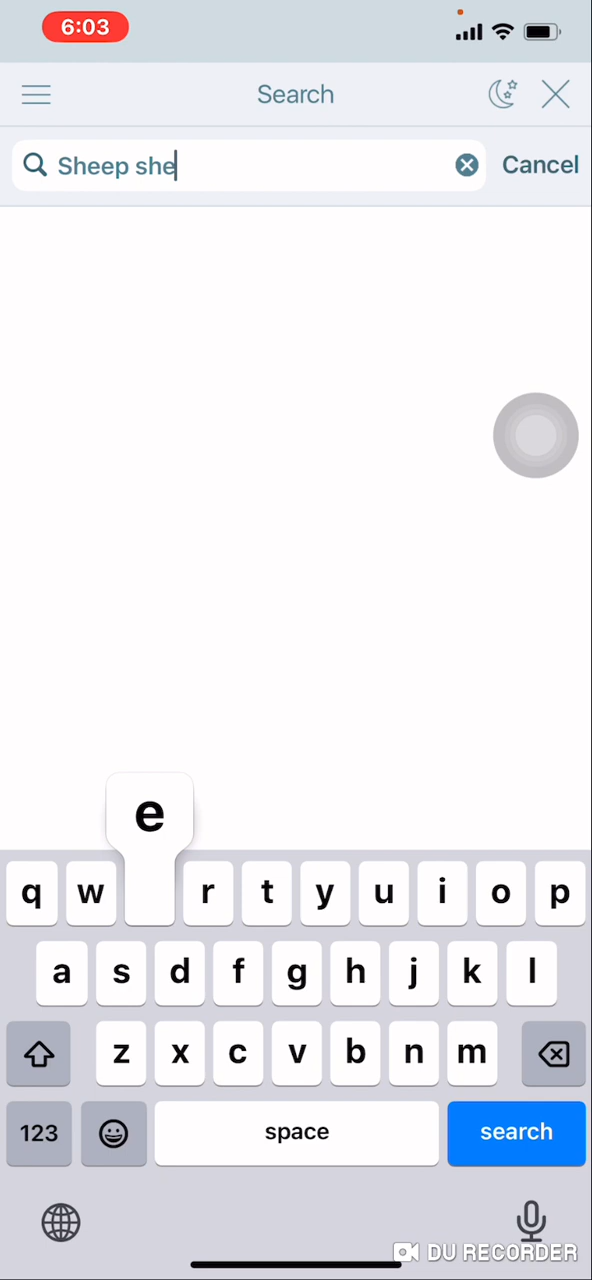 6:03
Search
Sheep she
Cancel
e
q w r t y u i o p
a s d f g h j k l
z x c v b n m
123 space search
DU RECORDER